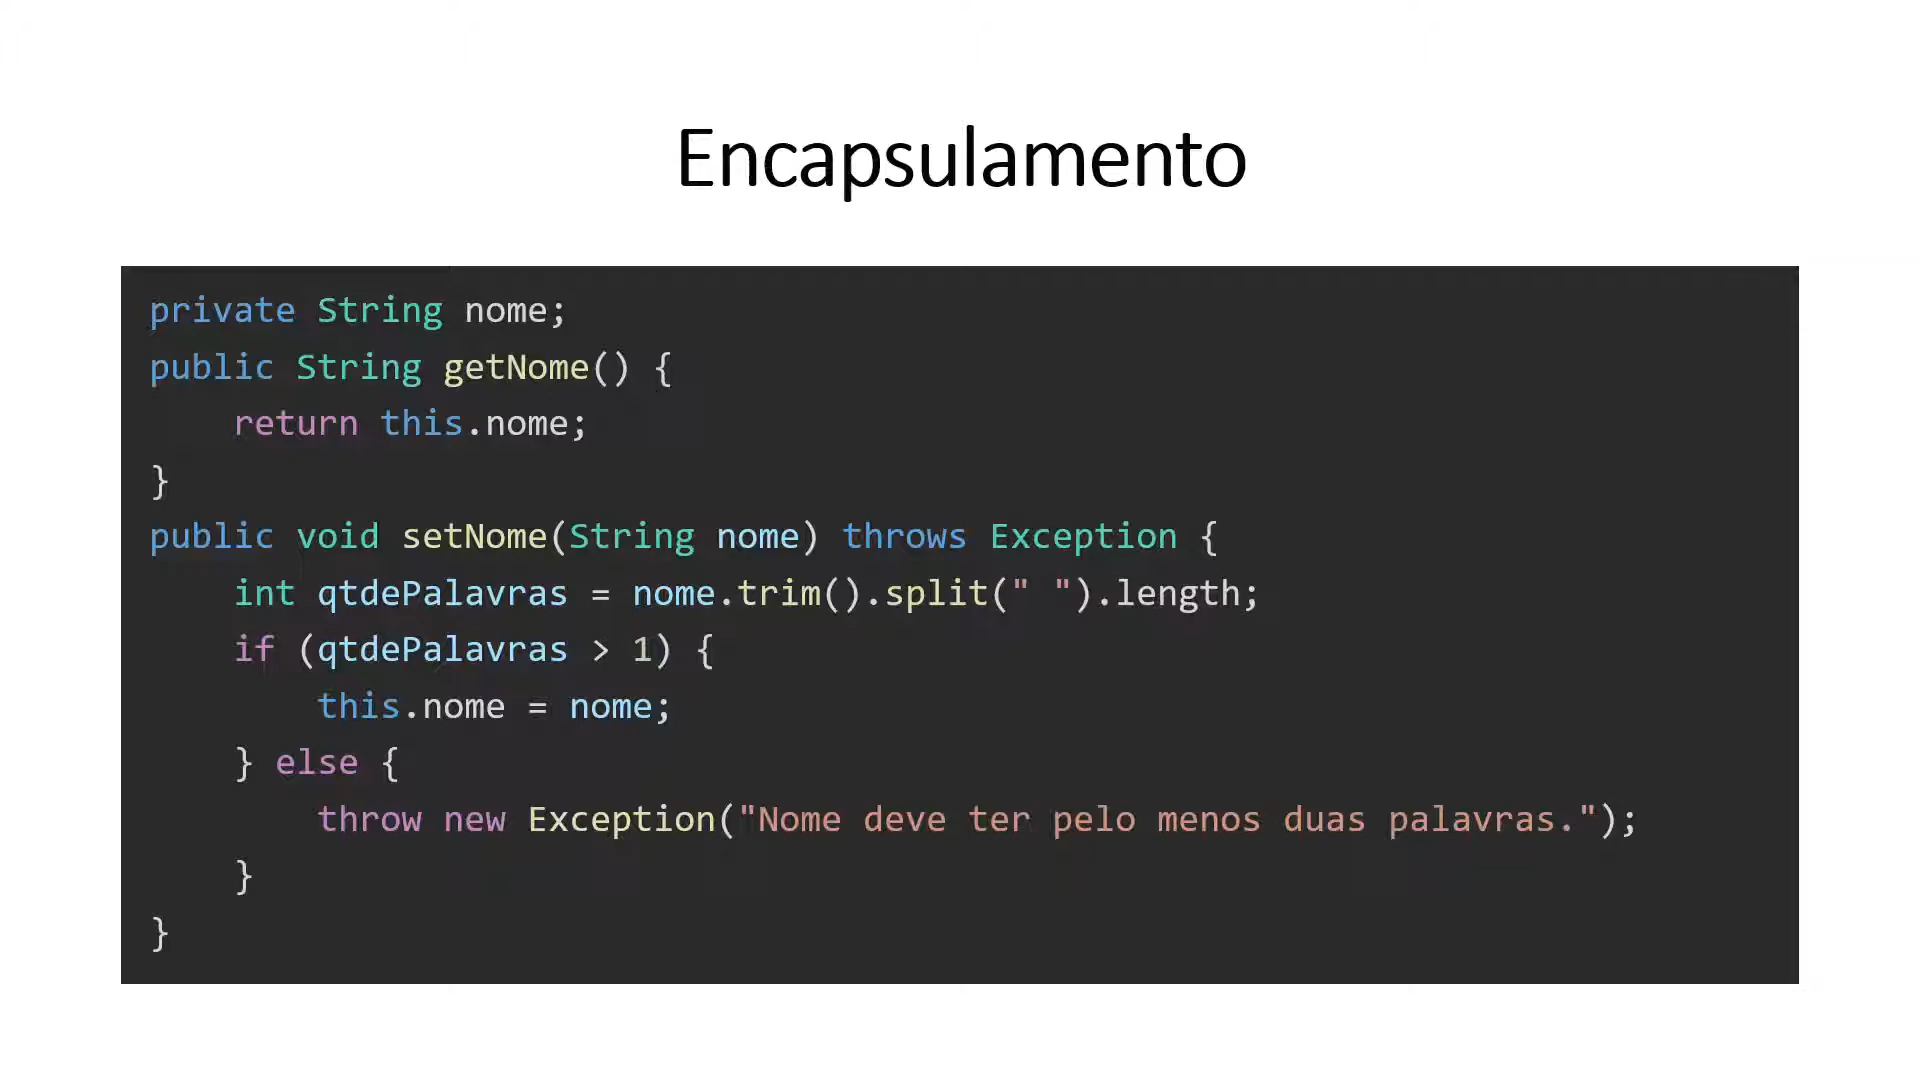 Encapsulamento
private String nome;
public String getNome() {
    return this.nome;
}
public void setNome(String nome) throws Exception {
    int qtdePalavras = nome.trim().split(" ").length;
    if (qtdePalavras > 1) {
        this.nome = nome;
    } else {
        throw new Exception("Nome deve ter pelo menos duas palavras.");
    }
}